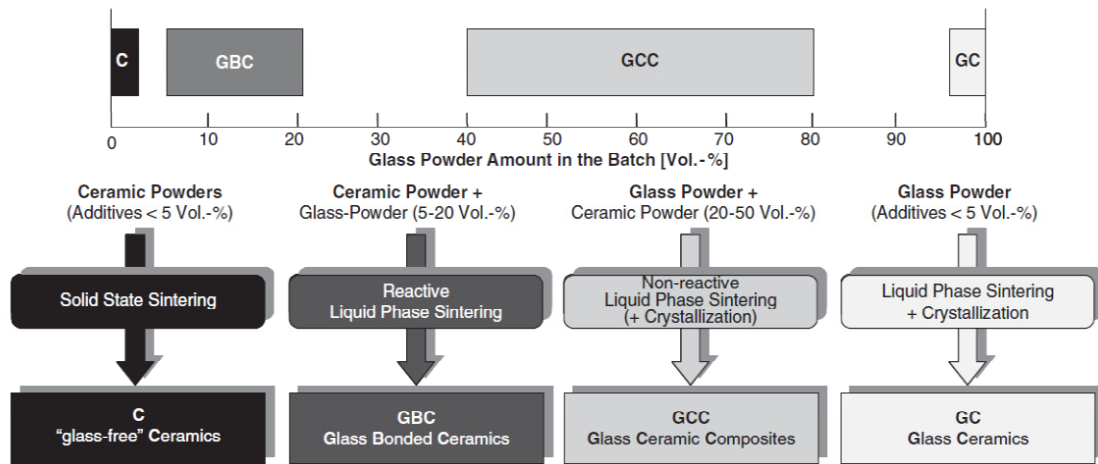 C
GBC
GCC
GC
0 10 20 30 40 50 60 70 80 90 100
Glass Powder Amount in the Batch [Vol.-%]
Ceramic Powders
(Additives < 5 Vol.-%)
Solid State Sintering
C
“glass-free” Ceramics
Ceramic Powder +
Glass-Powder (5-20 Vol.-%)
Reactive
Liquid Phase Sintering
GBC
Glass Bonded Ceramics
Glass Powder +
Ceramic Powder (20-50 Vol.-%)
Non-reactive
Liquid Phase Sintering
(+ Crystallization)
GCC
Glass Ceramic Composites
Glass Powder
(Additives < 5 Vol.-%)
Liquid Phase Sintering
+ Crystallization
GC
Glass Ceramics